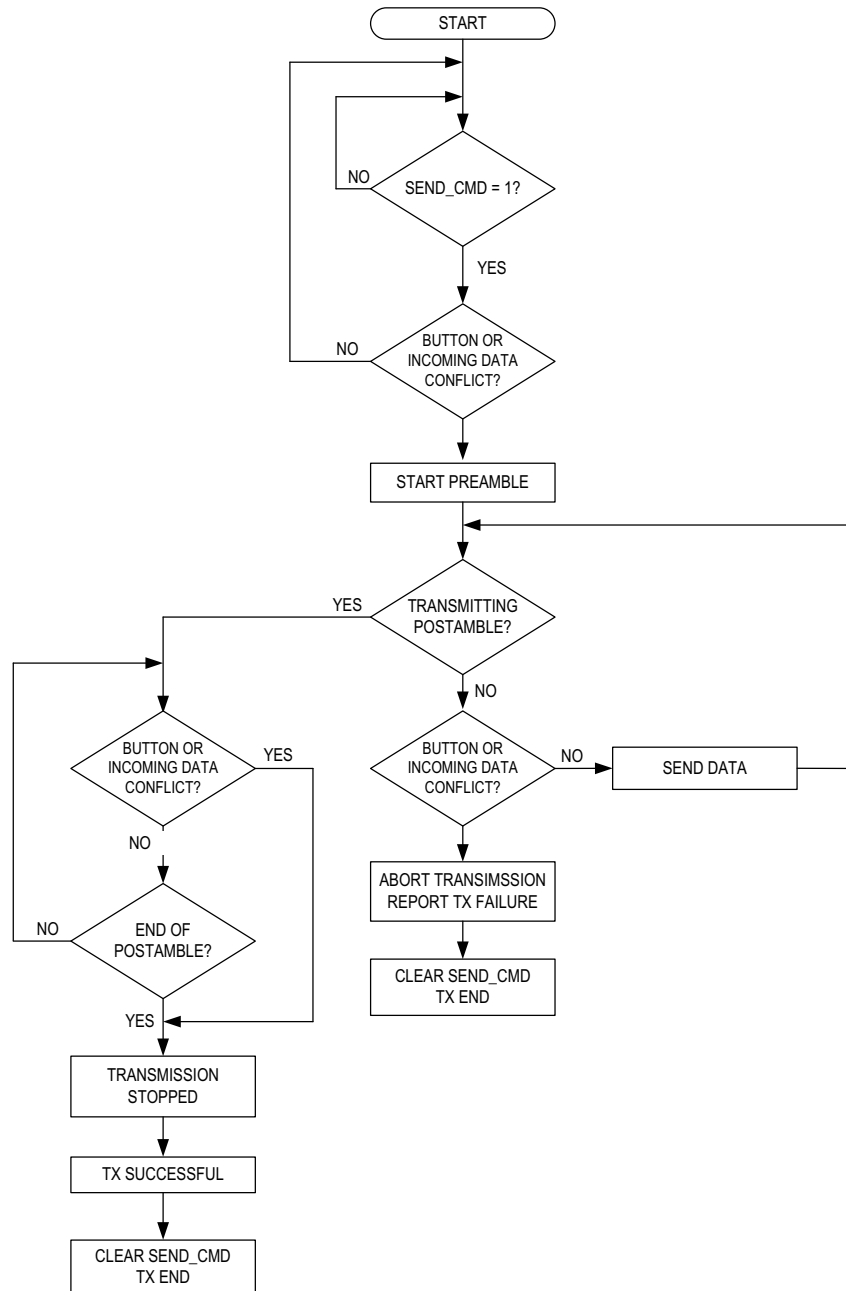 START
NO
SEND_CMD = 1?
YES
BUTTON OR
INCOMING DATA
CONFLICT?
NO
START PREAMBLE
YES
TRANSMITTING
POSTAMBLE?
NO
BUTTON OR
INCOMING DATA
CONFLICT?
YES
BUTTON OR
INCOMING DATA
CONFLICT?
NO
SEND DATA
NO
ABORT TRANSIMSSION
REPORT TX FAILURE
NO
END OF
POSTAMBLE?
CLEAR SEND_CMD
TX END
YES
TRANSMISSION
STOPPED
TX SUCCESSFUL
CLEAR SEND_CMD
TX END